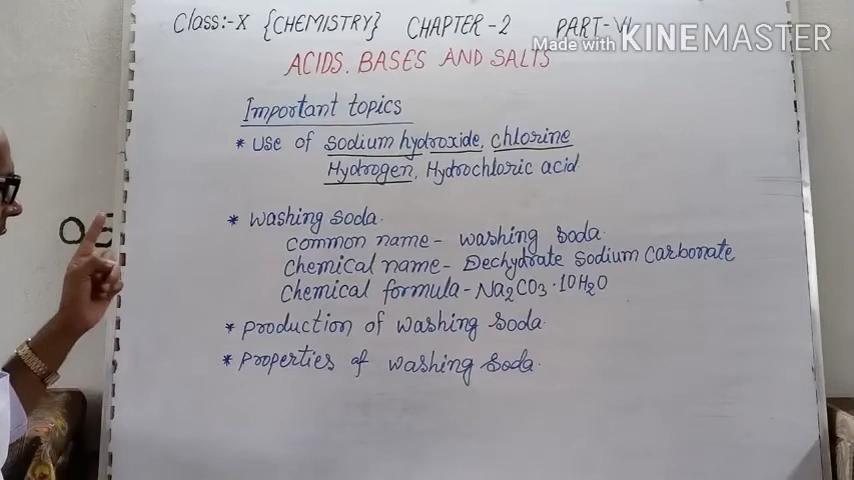 Class:-X {CHEMISTRY} CHAPTER-2 PART-VI
Made with KINEMASTER
ACIDS. BASES AND SALTS
Important topics
* Use of sodium hydroxide, chlorine
Hydrogen, Hydrochloric acid
* Washing soda.
Common name- washing soda.
Chemical name- Dechydrate sodium carbonate
Chemical formula- Na2CO3·10H2O
* Production of washing soda.
* Properties of washing soda.